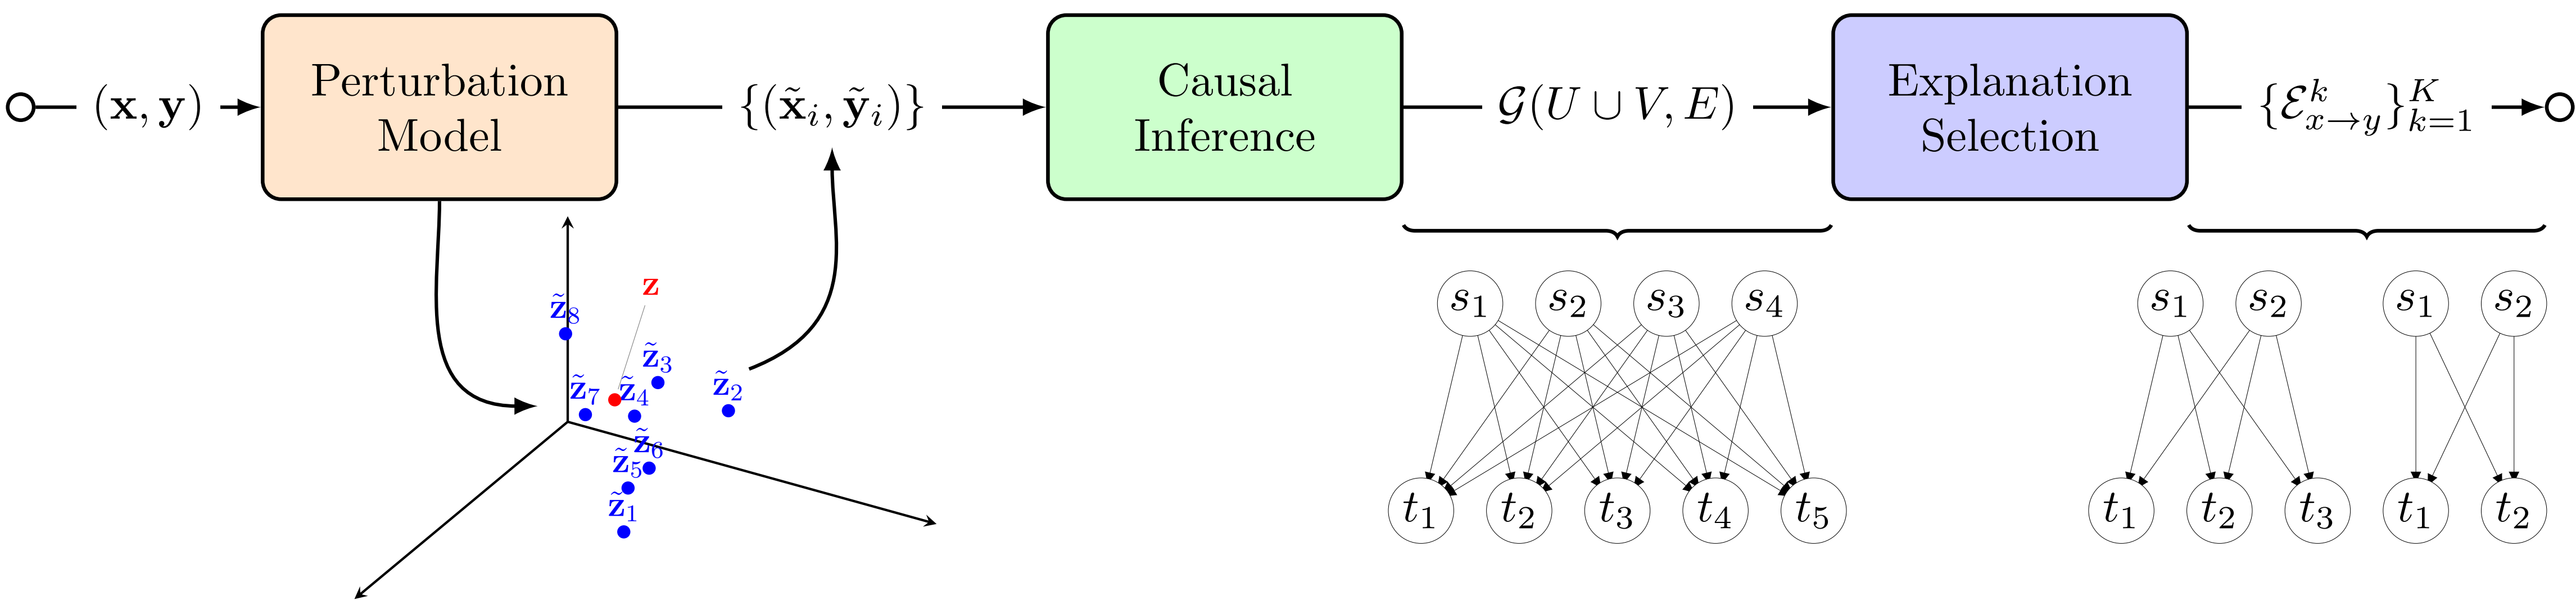 (x, y)
Perturbation
Model
{(x̃ᵢ, ỹᵢ)}
Causal
Inference
𝒢(U ∪ V, E)
Explanation
Selection
{ℰᵏₓ→ᵧ}ᴷₖ₌₁
z
z̃₈
z̃₃
z̃₇
z̃₄
z̃₂
z̃₆
z̃₅
z̃₁
s₁ s₂ s₃ s₄
t₁ t₂ t₃ t₄ t₅
s₁ s₂
t₁ t₂ t₃
s₁ s₂
t₁ t₂